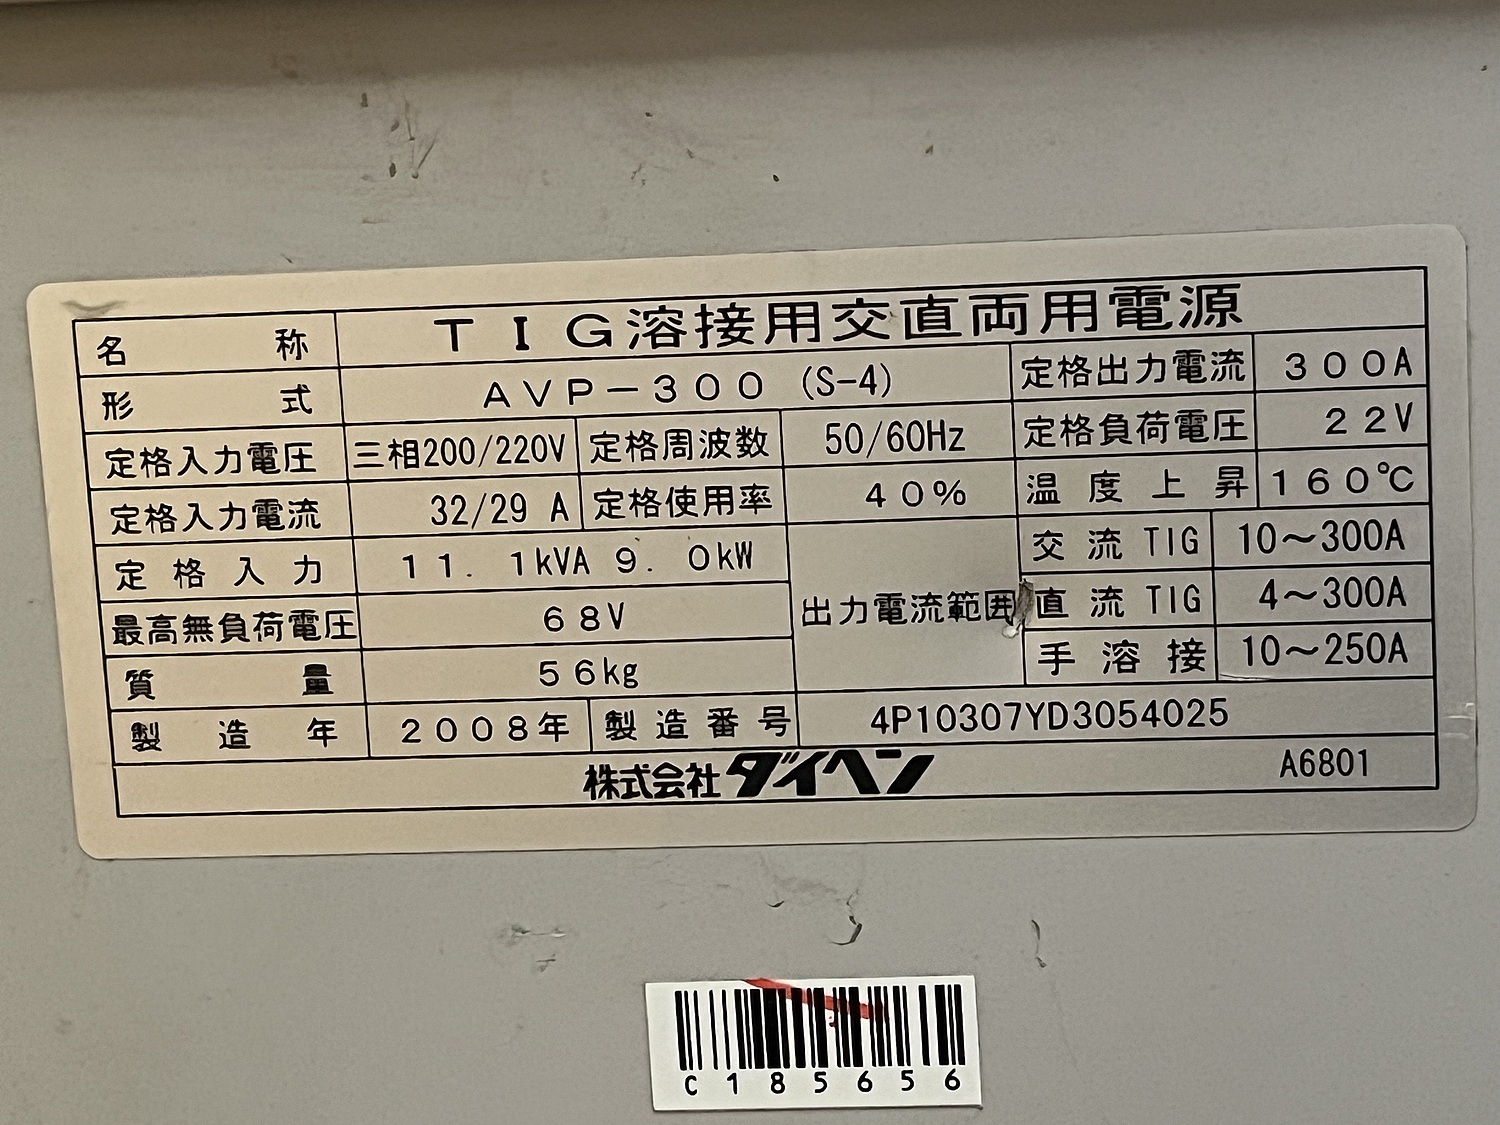 名称 TIG溶接用交直両用電源
形式 AVP-300 (S-4) 定格出力電流 300A
定格入力電圧 三相200/220V 定格周波数 50/60Hz 定格負荷電圧 22V
定格入力電流 32/29 A 定格使用率 40% 温度上昇 160℃
定格入力 11.1kVA 9.0kW 出力電流範囲 交流TIG 10～300A
最高無負荷電圧 68V 直流TIG 4～300A
質量 56kg 手溶接 10～250A
製造年 2008年 製造番号 4P10307YD3054025
株式会社ダイヘン A6801
C185656